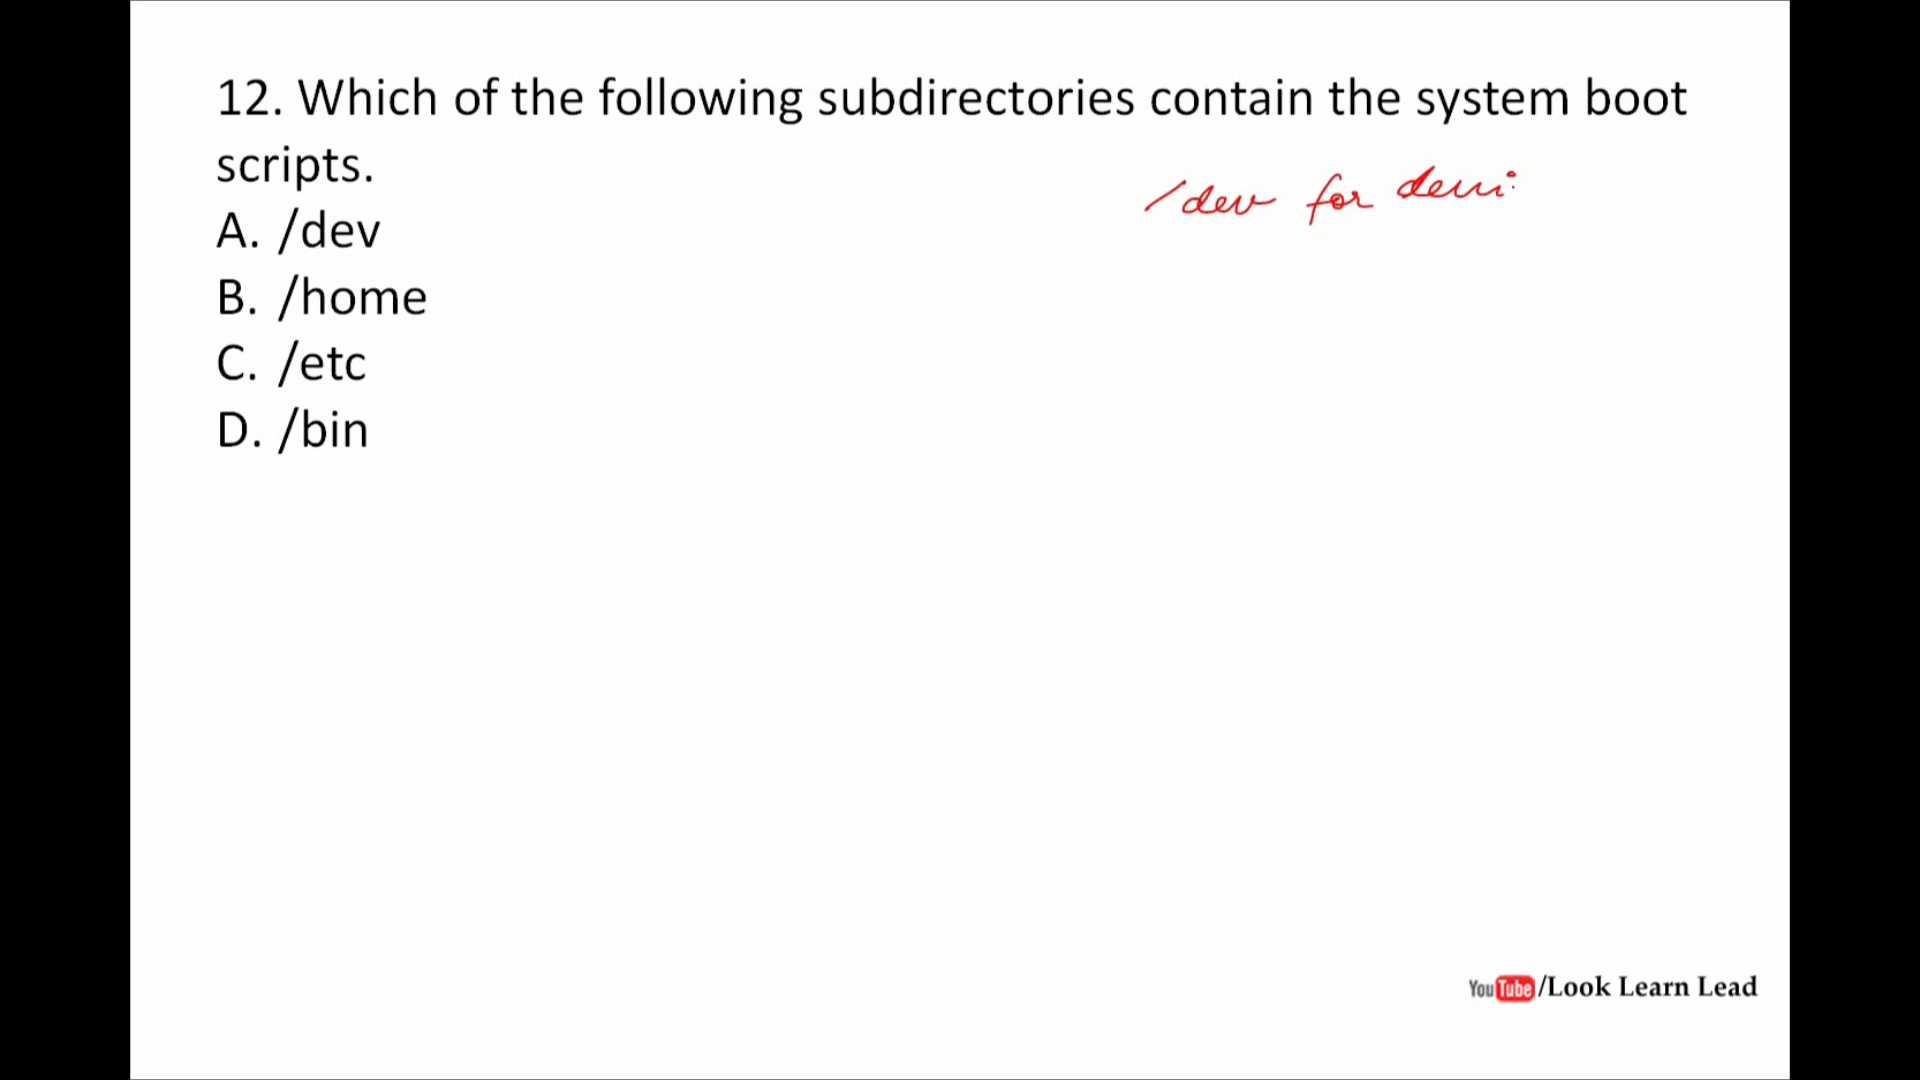 12. Which of the following subdirectories contain the system boot
scripts.
/dev for devi
A. /dev
B. /home
C. /etc
D. /bin
YouTube/Look Learn Lead